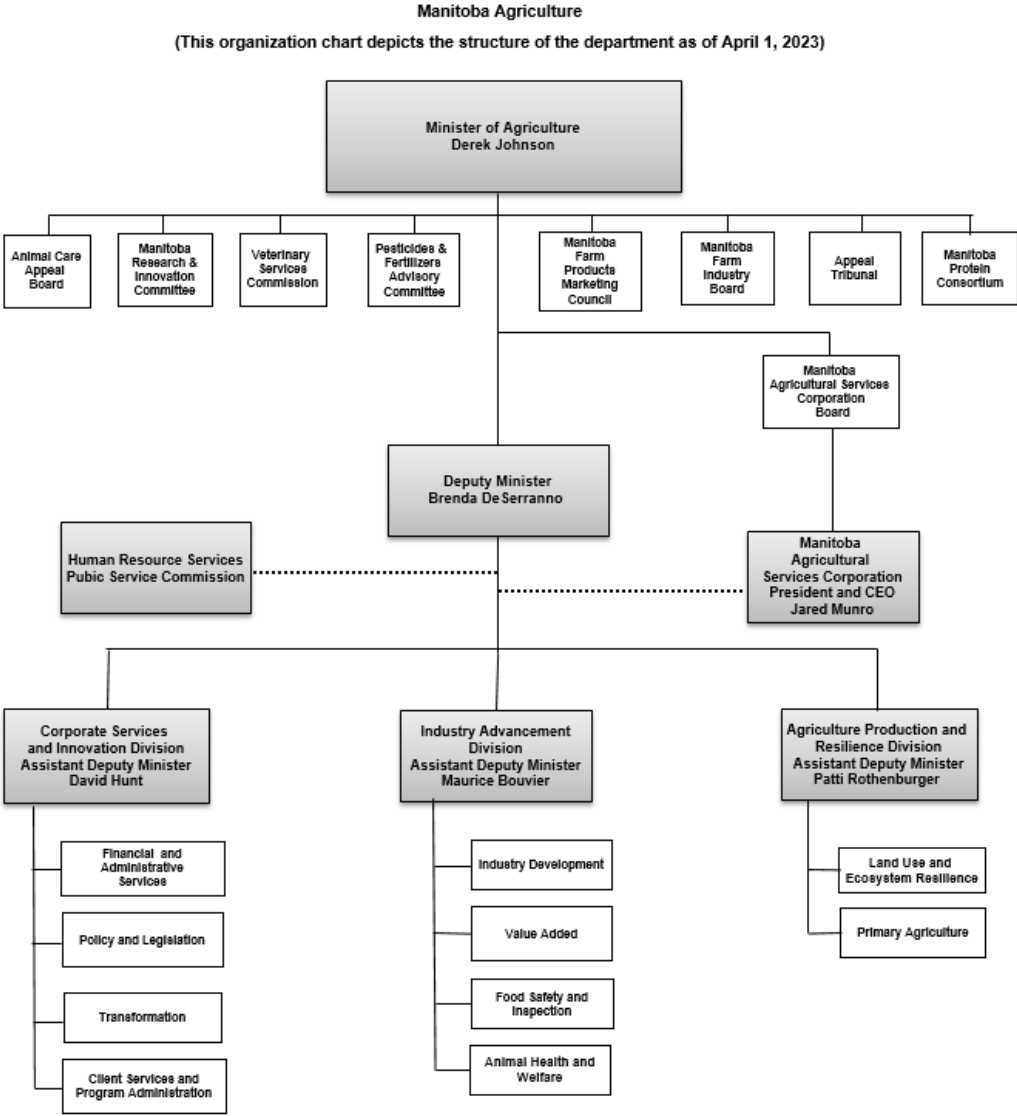 Manitoba Agriculture
(This organization chart depicts the structure of the department as of April 1, 2023)
Minister of Agriculture
Derek Johnson
Animal Care
Appeal
Board
Manitoba
Research &
Innovation
Committee
Veterinary
Services
Commission
Pesticides &
Fertilizers
Advisory
Committee
Manitoba
Farm
Products
Marketing
Council
Manitoba
Farm
Industry
Board
Appeal
Tribunal
Manitoba
Protein
Consortium
Manitoba
Agricultural Services
Corporation
Board
Deputy Minister
Brenda DeSerranno
Human Resource Services
Pubic Service Commission
Manitoba
Agricultural
Services Corporation
President and CEO
Jared Munro
Corporate Services
and Innovation Division
Assistant Deputy Minister
David Hunt
Industry Advancement
Division
Assistant Deputy Minister
Maurice Bouvier
Agriculture Production and
Resilience Division
Assistant Deputy Minister
Patti Rothenburger
Financial and
Administrative
Services
Policy and Legislation
Transformation
Client Services and
Program Administration
Industry Development
Value Added
Food Safety and
Inspection
Animal Health and
Welfare
Land Use and
Ecosystem Resilience
Primary Agriculture